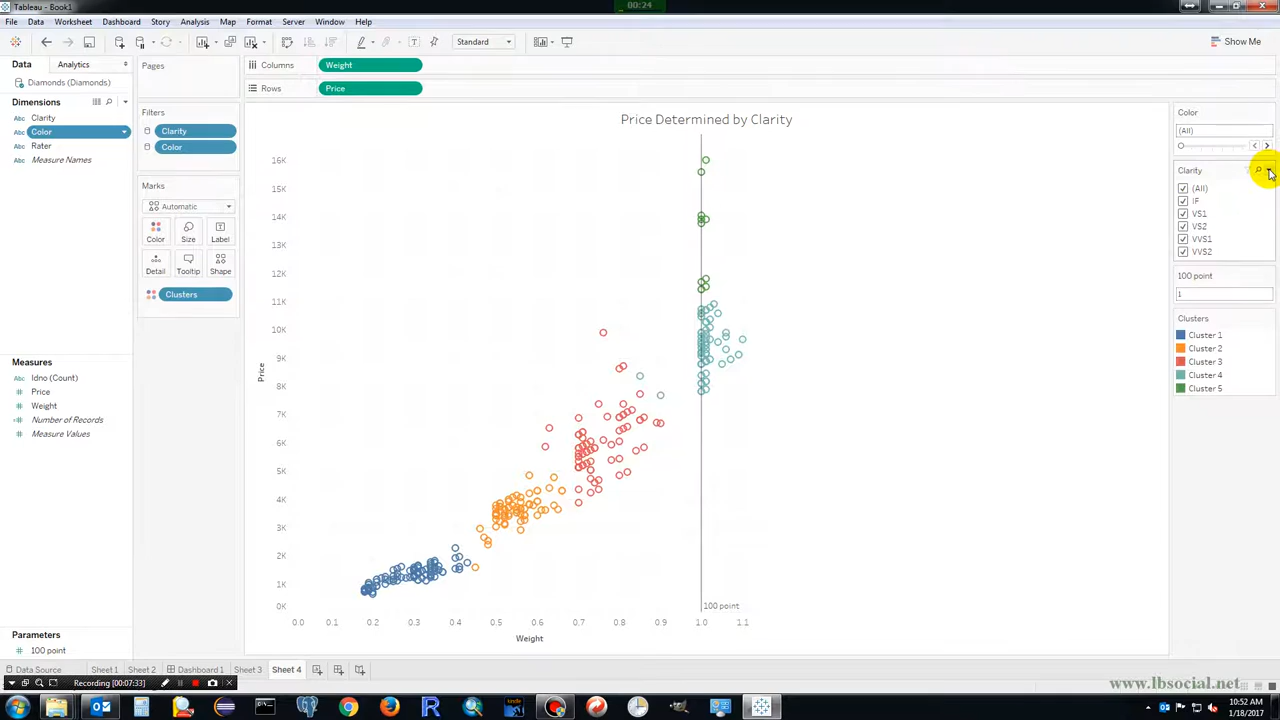 Tableau - Book1
00:24
File Data Worksheet Dashboard Story Analysis Map Format Server Window Help
Standard
Show Me
Data Analytics
Diamonds (Diamonds)
Dimensions
Abc Clarity
Abc Color
Abc Rater
Abc Measure Names
Measures
Abc Idno (Count)
# Price
# Weight
# Number of Records
# Measure Values
Parameters
# 100 point
Pages
Filters
Clarity
Color
Marks
Automatic
Color Size Label
Detail Tooltip Shape
Clusters
Columns Weight
Rows Price
Price Determined by Clarity
16K
15K
14K
13K
12K
11K
10K
9K
8K
7K
6K
5K
4K
3K
2K
1K
0K
Price
100 point
0.0 0.1 0.2 0.3 0.4 0.5 0.6 0.7 0.8 0.9 1.0 1.1
Weight
Color
(All)
Clarity
(All)
IF
VS1
VS2
VVS1
VVS2
100 point
1
Clusters
Cluster 1
Cluster 2
Cluster 3
Cluster 4
Cluster 5
Data Source Sheet 1 Sheet 2 Dashboard 1 Sheet 3 Sheet 4
Recording [00:07:33]
www.lbsocial.net
10:52 AM
1/18/2017